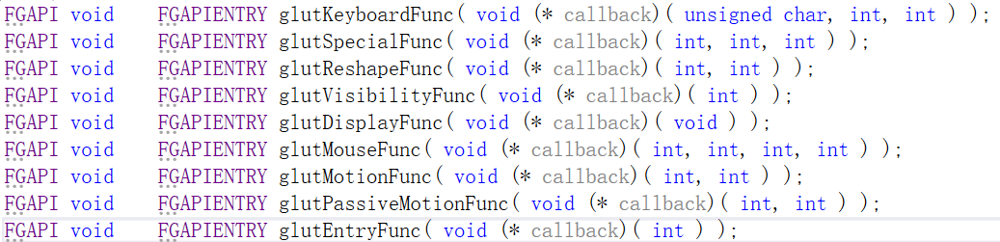 FGAPI void    FGAPIENTRY glutKeyboardFunc( void (* callback)( unsigned char, int, int ) );
FGAPI void    FGAPIENTRY glutSpecialFunc( void (* callback)( int, int, int ) );
FGAPI void    FGAPIENTRY glutReshapeFunc( void (* callback)( int, int ) );
FGAPI void    FGAPIENTRY glutVisibilityFunc( void (* callback)( int ) );
FGAPI void    FGAPIENTRY glutDisplayFunc( void (* callback)( void ) );
FGAPI void    FGAPIENTRY glutMouseFunc( void (* callback)( int, int, int, int ) );
FGAPI void    FGAPIENTRY glutMotionFunc( void (* callback)( int, int ) );
FGAPI void    FGAPIENTRY glutPassiveMotionFunc( void (* callback)( int, int ) );
FGAPI void    FGAPIENTRY glutEntryFunc( void (* callback)( int ) );